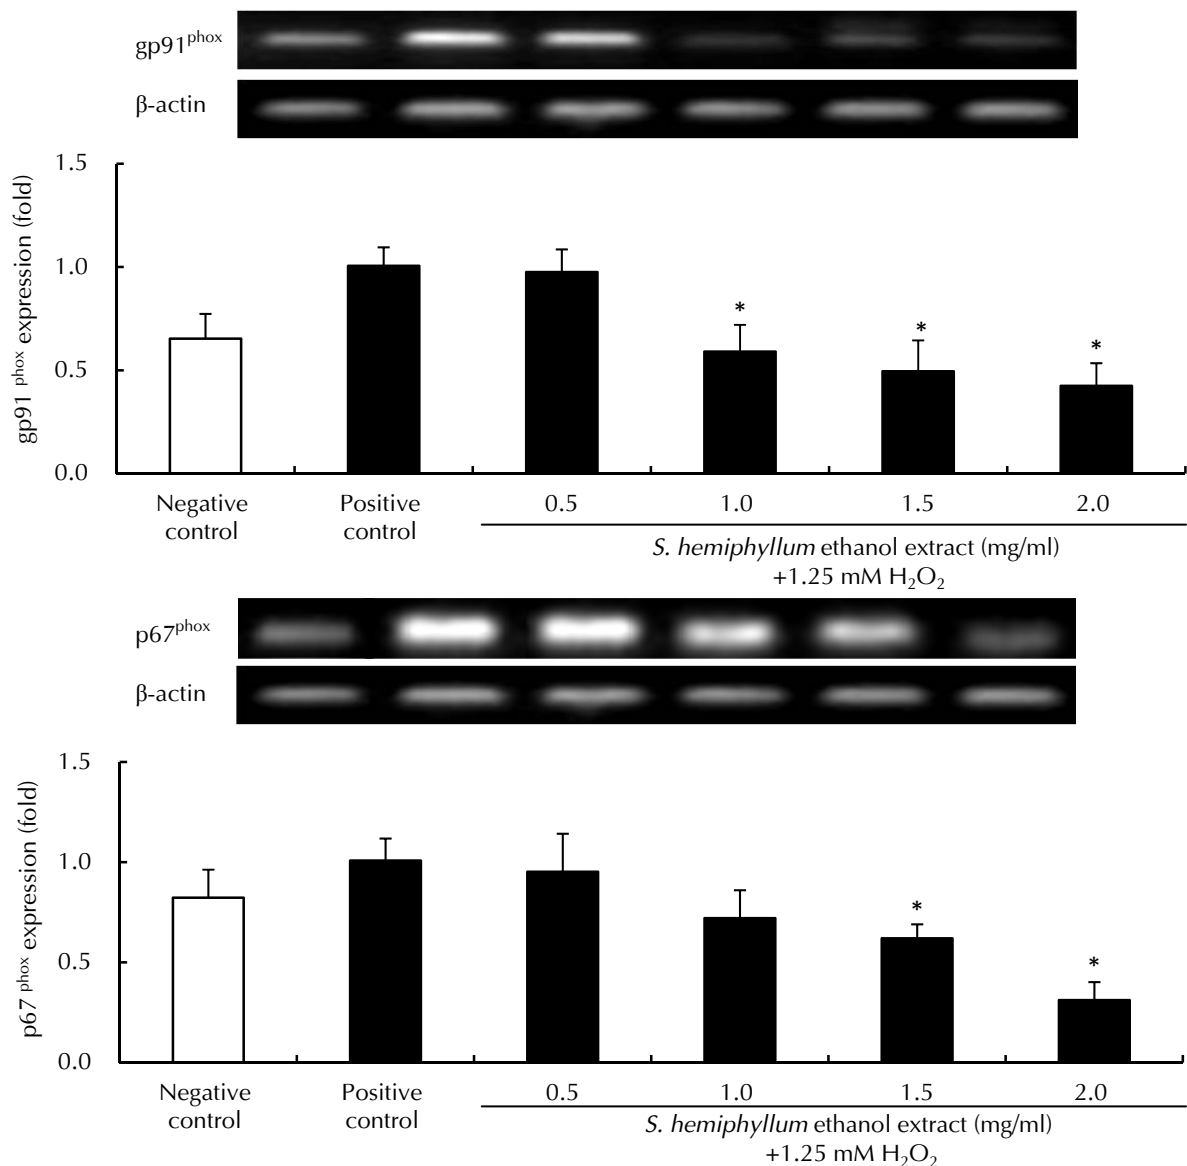 gp91phox
β-actin
gp91 phox expression (fold)
1.5
1.0
0.5
0.0
*
*
*
Negative control
Positive control
0.5
1.0
1.5
2.0
S. hemiphyllum ethanol extract (mg/ml)
+1.25 mM H2O2
p67phox
β-actin
p67 phox expression (fold)
1.5
1.0
0.5
0.0
*
*
Negative control
Positive control
0.5
1.0
1.5
2.0
S. hemiphyllum ethanol extract (mg/ml)
+1.25 mM H2O2